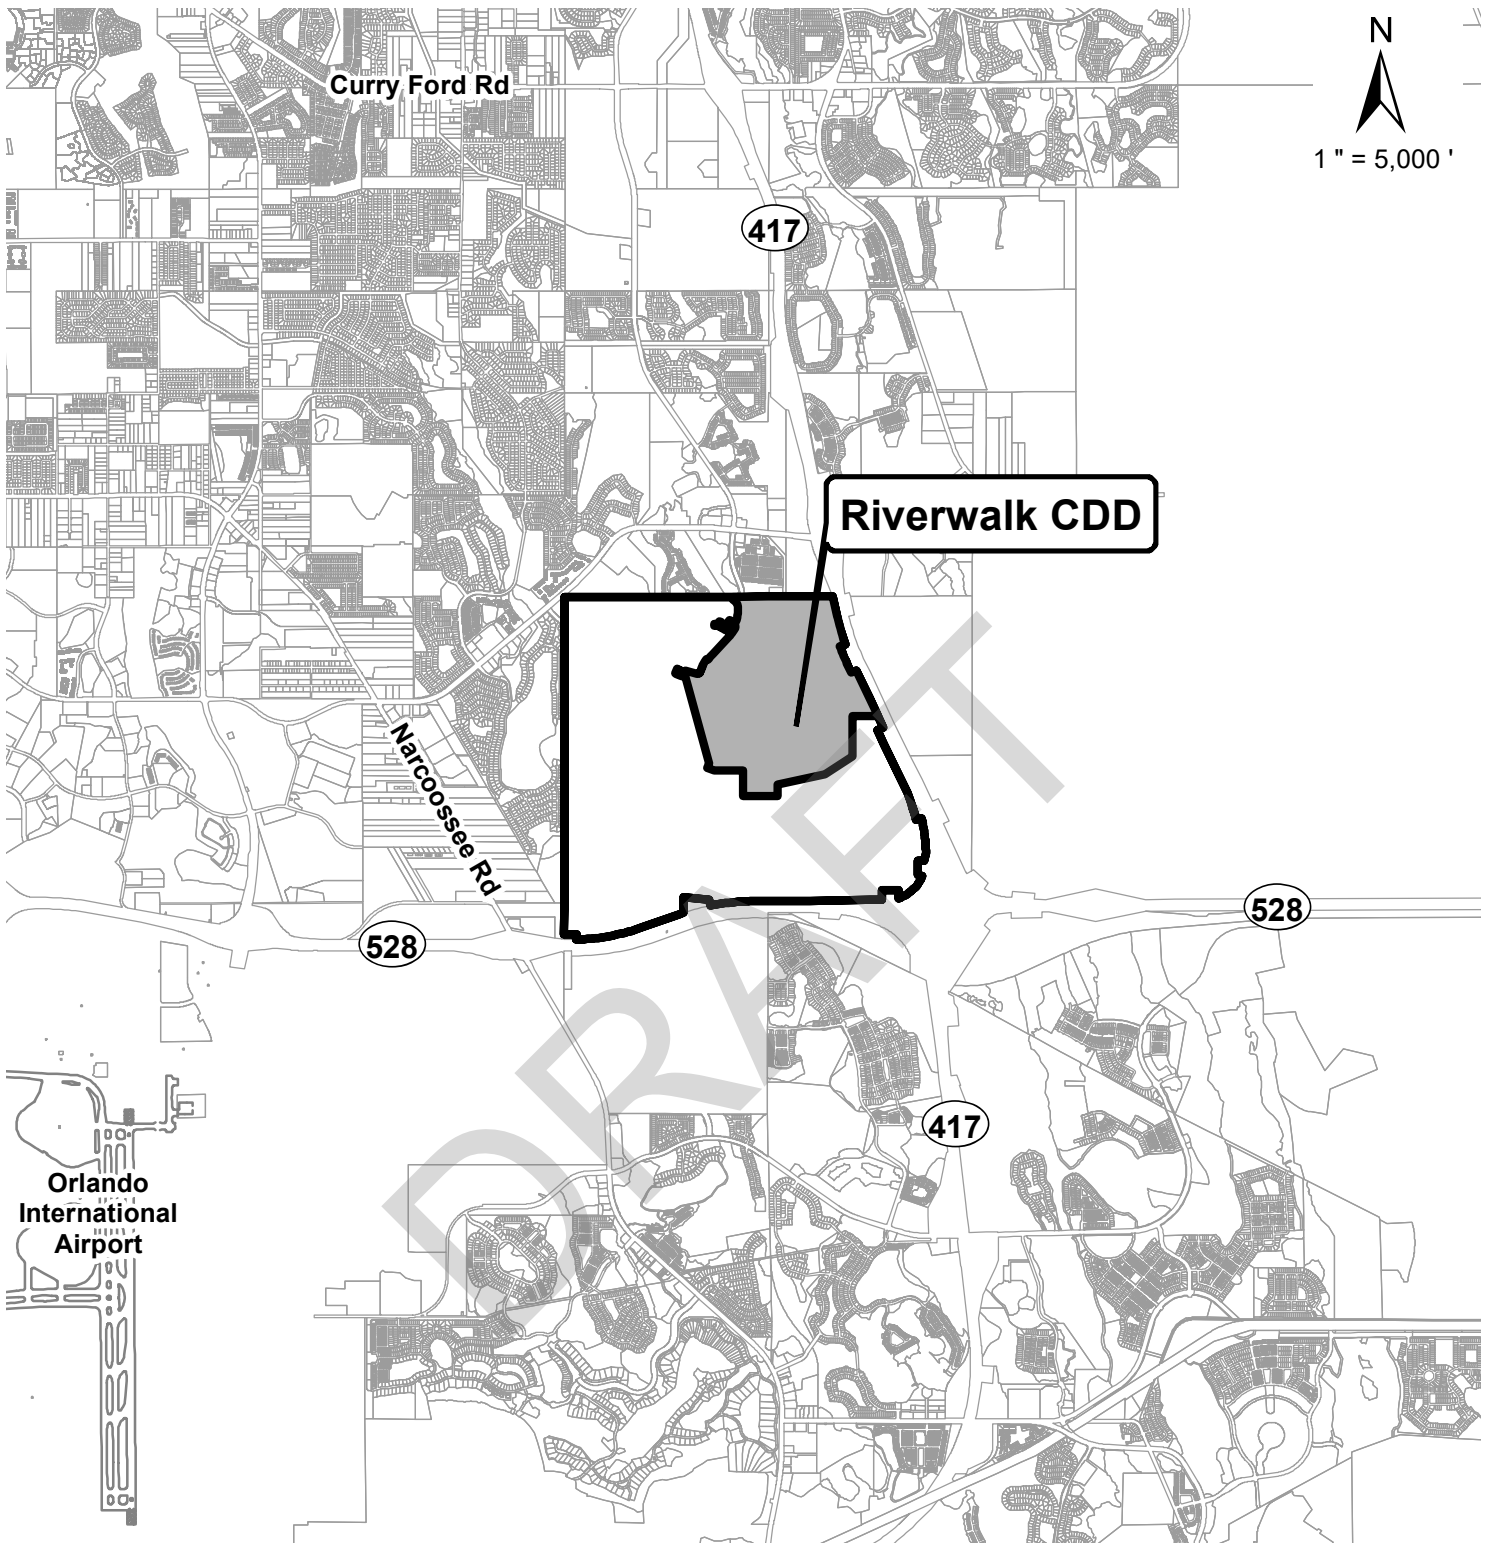 N
Curry Ford Rd
1 " = 5,000 '
417
Riverwalk CDD
Narcoossee Rd
528
528
DRAFT
417
Orlando
International
Airport